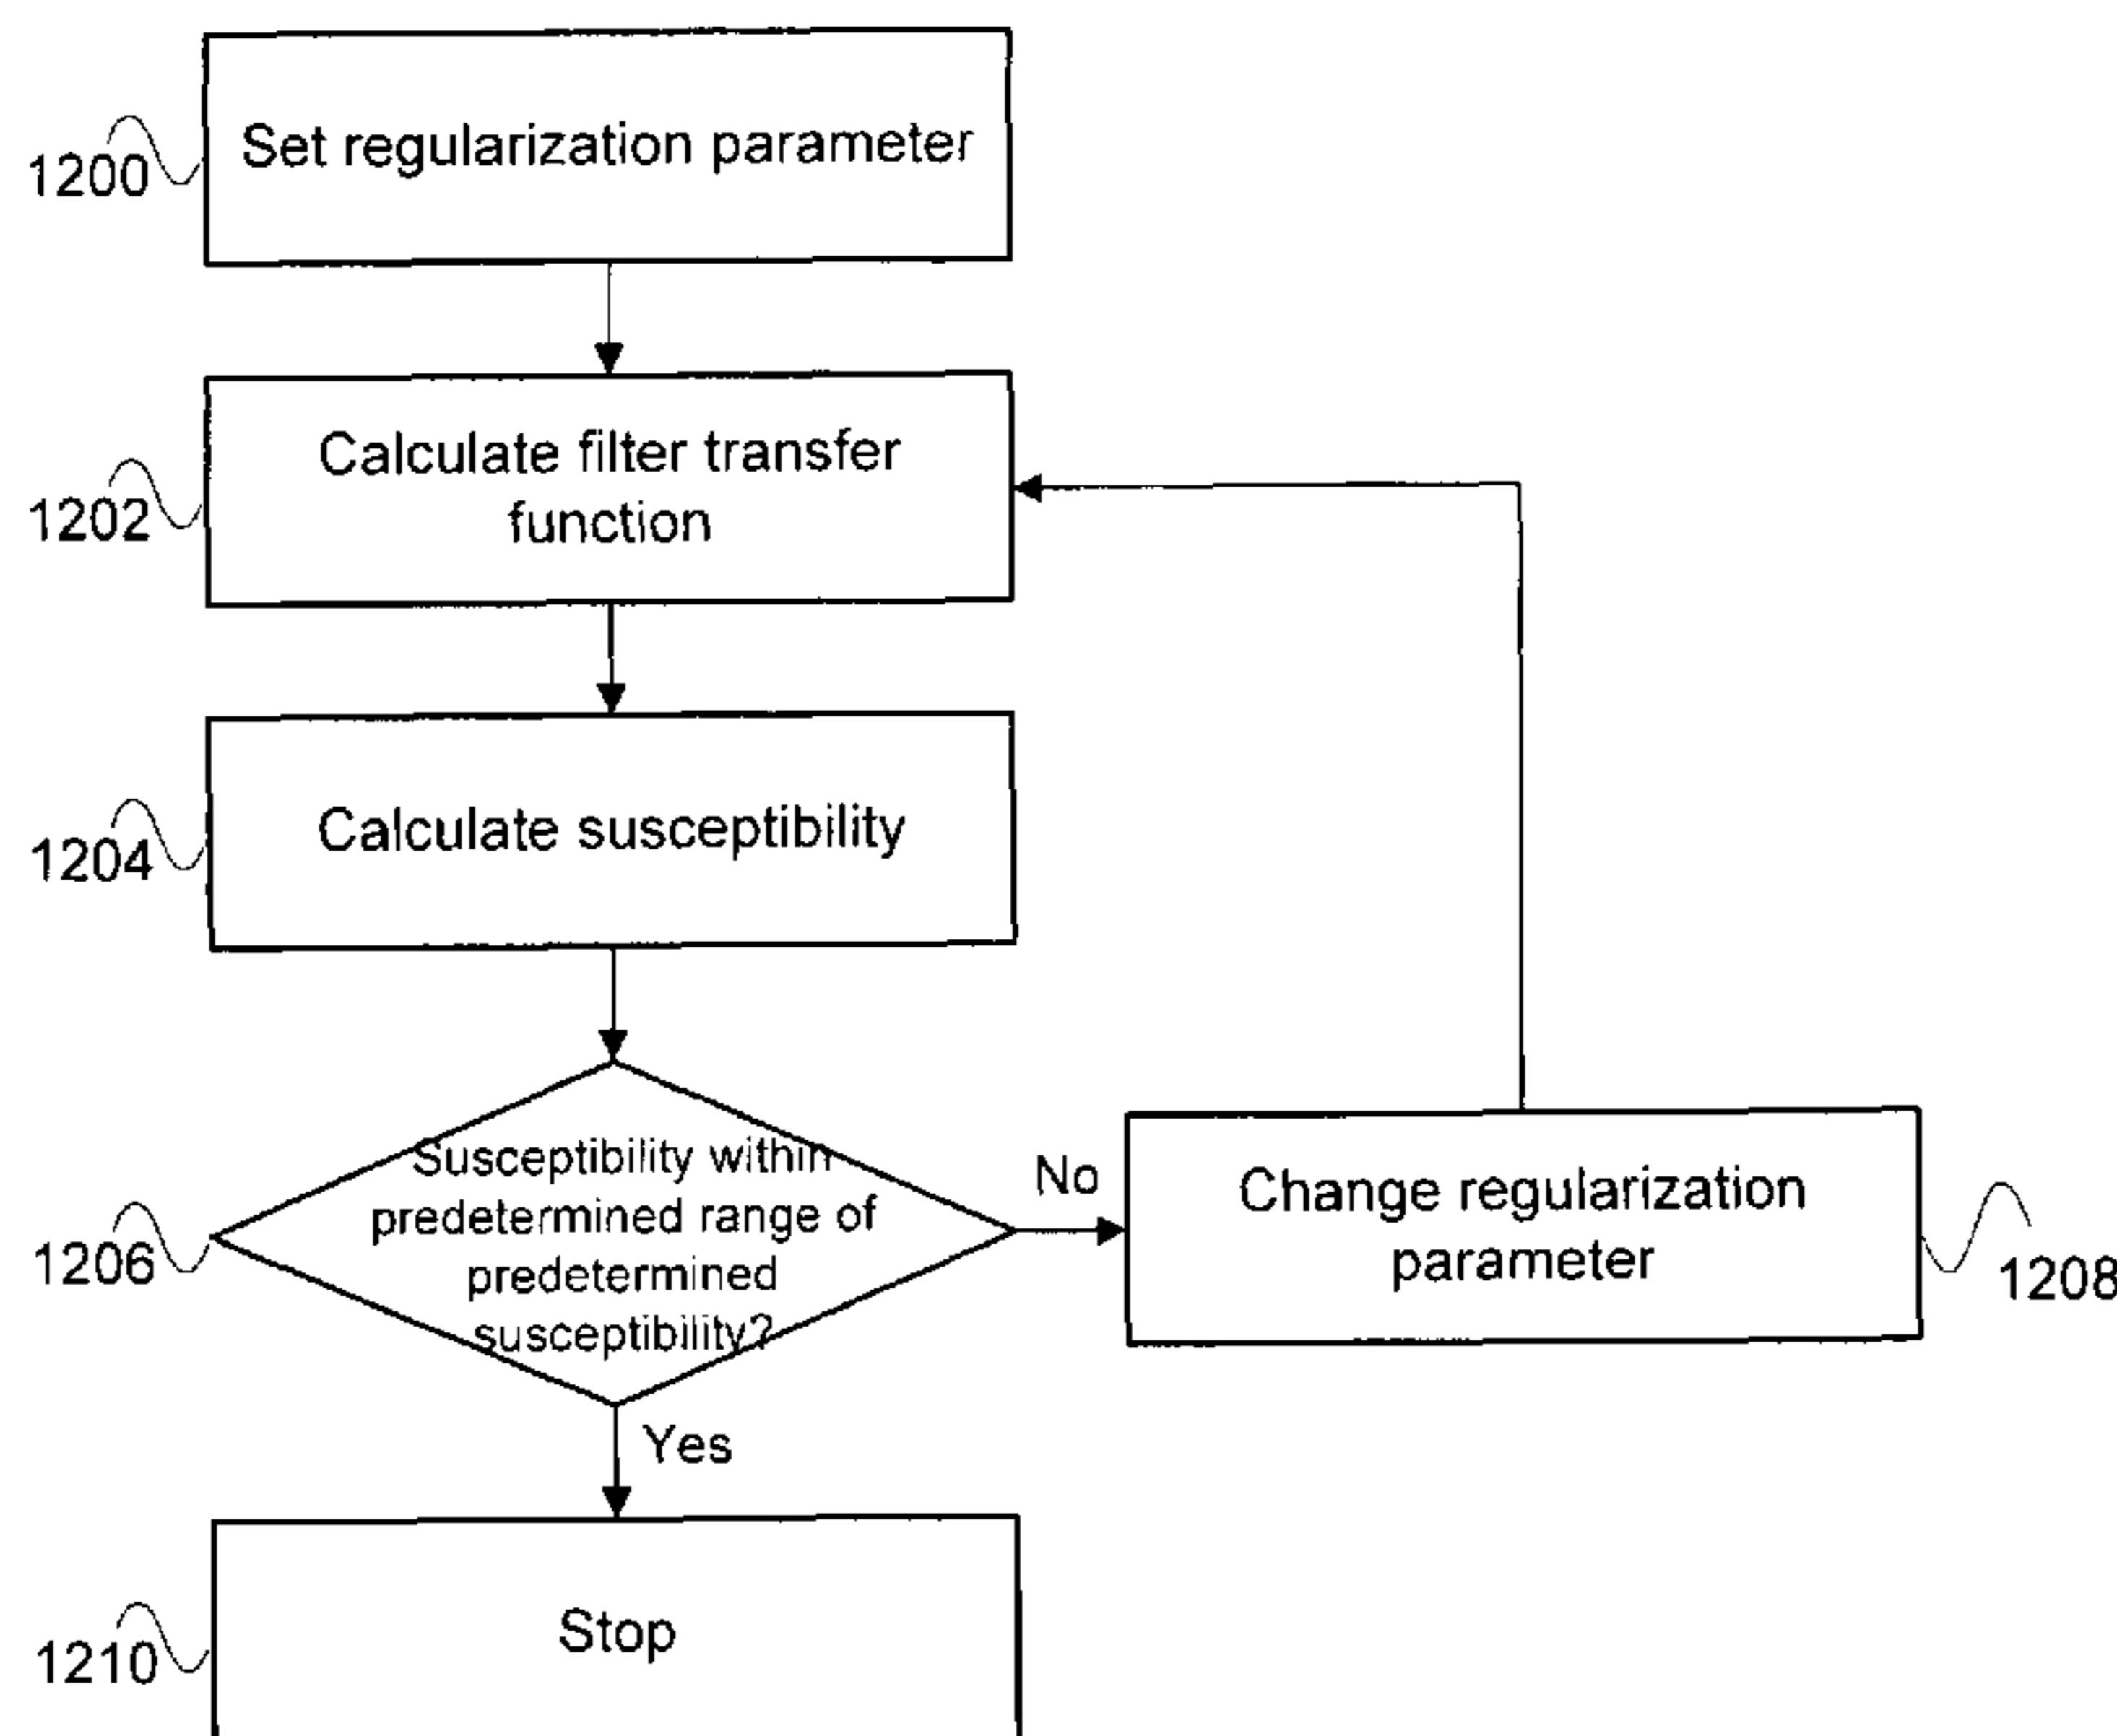 Set regularization parameter
1200
Calculate filter transfer
function
1202
Calculate susceptibility
1204
Susceptibility within
predetermined range of
predetermined
susceptibility?
1206
No
Change regularization
parameter
1208
Yes
Stop
1210